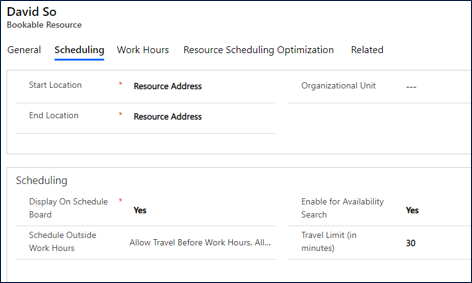 David So
Bookable Resource
General Scheduling Work Hours Resource Scheduling Optimization Related
Start Location * Resource Address Organizational Unit ---
End Location * Resource Address
Scheduling
Display On Schedule * Yes Enable for Availability Yes
Board Search
Schedule Outside Allow Travel Before Work Hours, All... Travel Limit (in 30
Work Hours minutes)